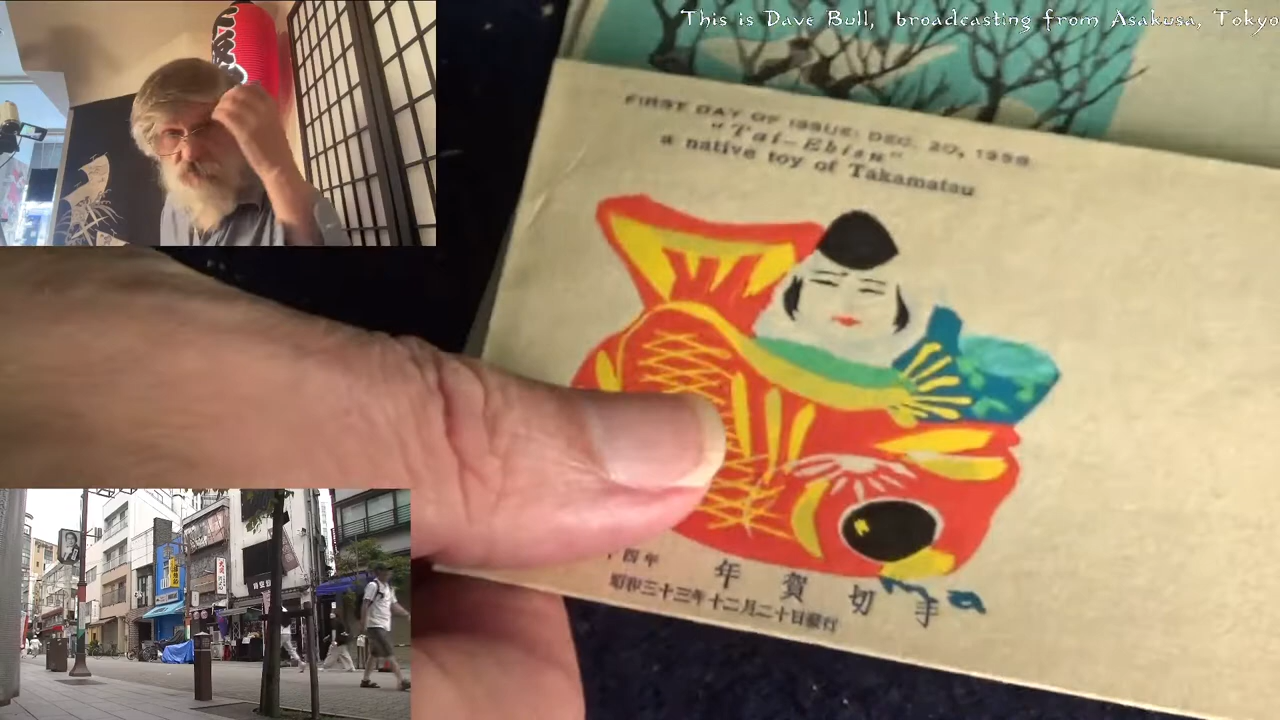 This is Dave Bull, broadcasting from Asakusa, Tokyo
FIRST DAY OF ISSUE: DEC. 20, 1958
"Tai-Ebisu"
a native toy of Takamatsu
四年 年賀切手
昭和三十三年十二月二十日発行